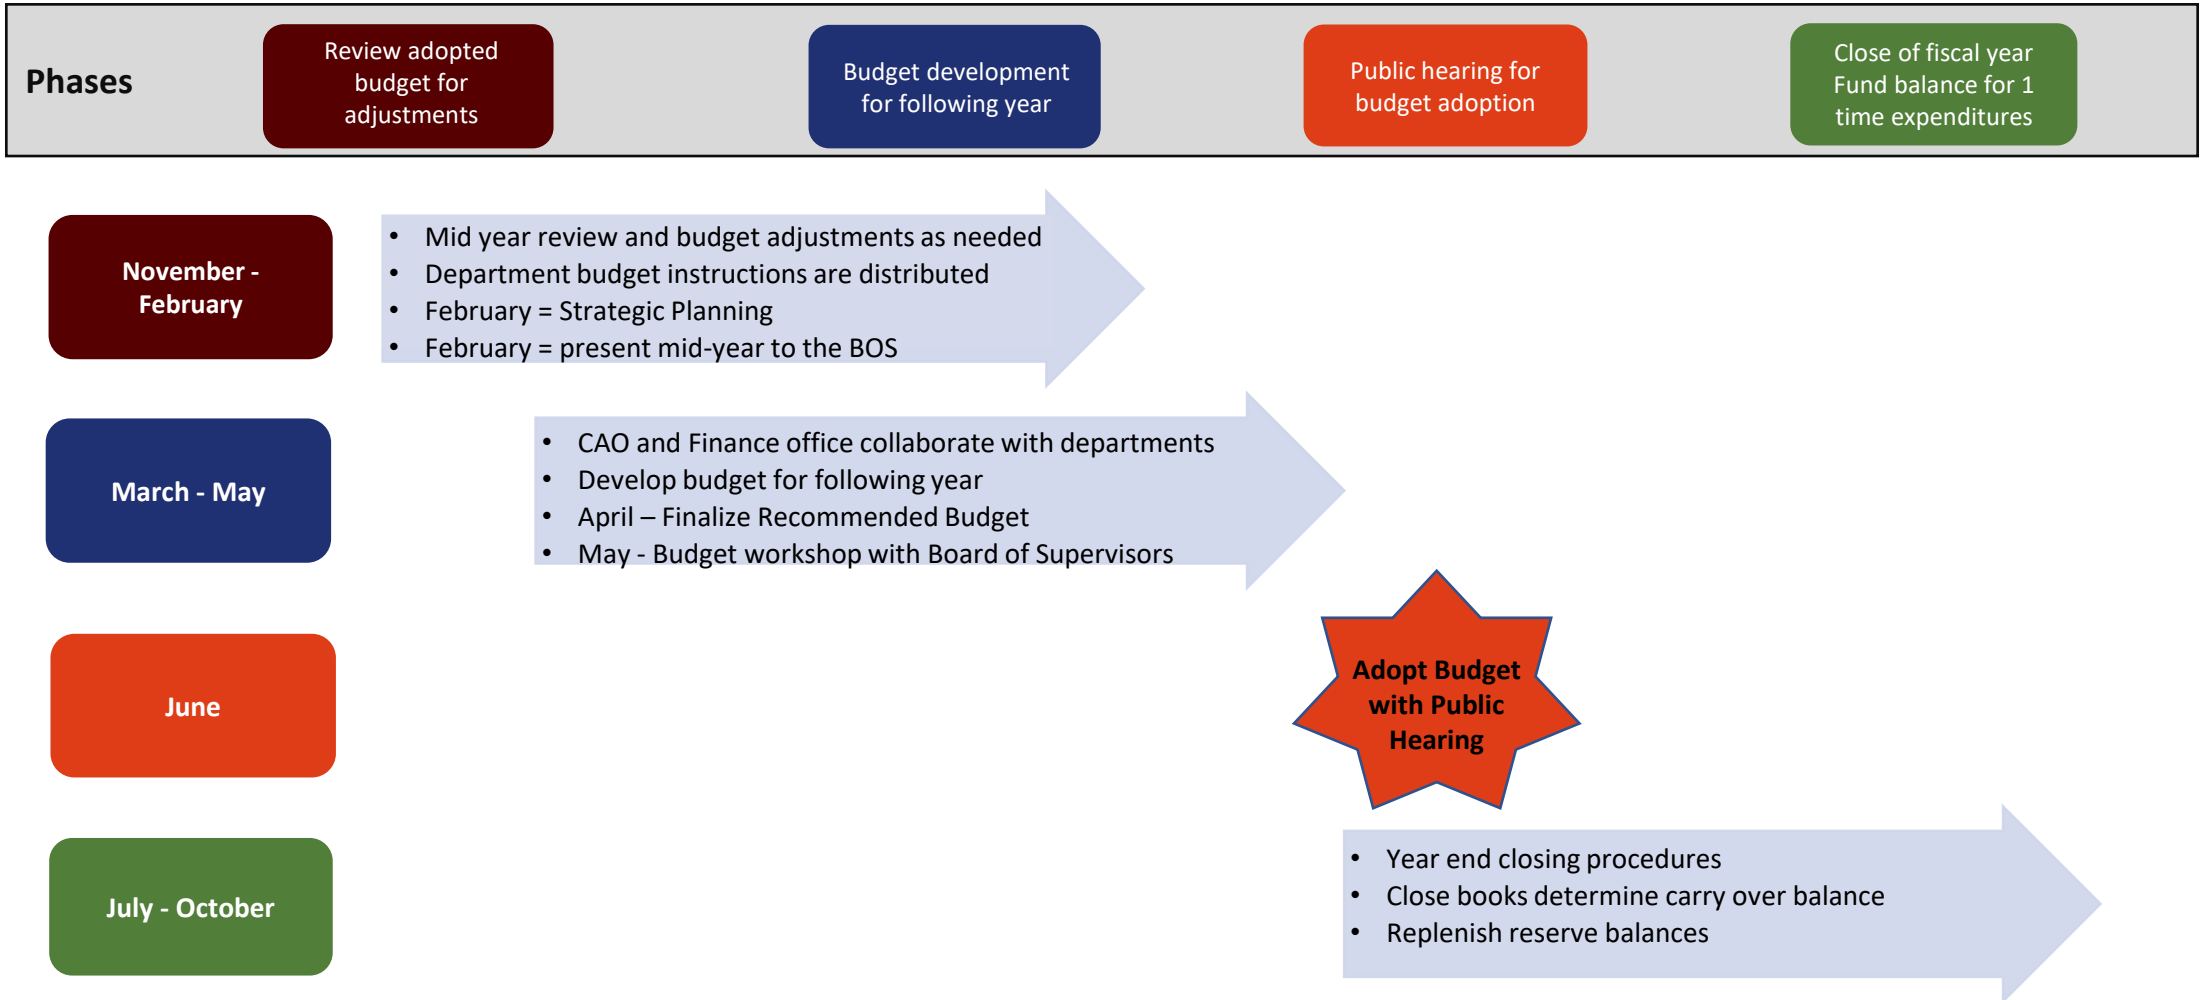 Phases
Review adopted
budget for
adjustments
Budget development
for following year
Public hearing for
budget adoption
Close of fiscal year
Fund balance for 1
time expenditures
November -
February
• Mid year review and budget adjustments as needed
• Department budget instructions are distributed
• February = Strategic Planning
• February = present mid-year to the BOS
March - May
• CAO and Finance office collaborate with departments
• Develop budget for following year
• April – Finalize Recommended Budget
• May - Budget workshop with Board of Supervisors
June
Adopt Budget
with Public
Hearing
July - October
• Year end closing procedures
• Close books determine carry over balance
• Replenish reserve balances